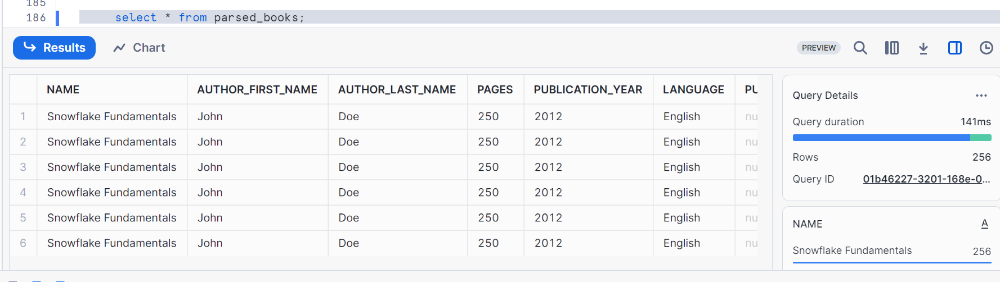 185
186 select * from parsed_books;
Results Chart PREVIEW
NAME AUTHOR_FIRST_NAME AUTHOR_LAST_NAME PAGES PUBLICATION_YEAR LANGUAGE PU
1 Snowflake Fundamentals John Doe 250 2012 English nu
2 Snowflake Fundamentals John Doe 250 2012 English nu
3 Snowflake Fundamentals John Doe 250 2012 English nu
4 Snowflake Fundamentals John Doe 250 2012 English nu
5 Snowflake Fundamentals John Doe 250 2012 English nu
6 Snowflake Fundamentals John Doe 250 2012 English nu
Query Details ...
Query duration 141ms
Rows 256
Query ID 01b46227-3201-168e-0...
NAME A
Snowflake Fundamentals 256